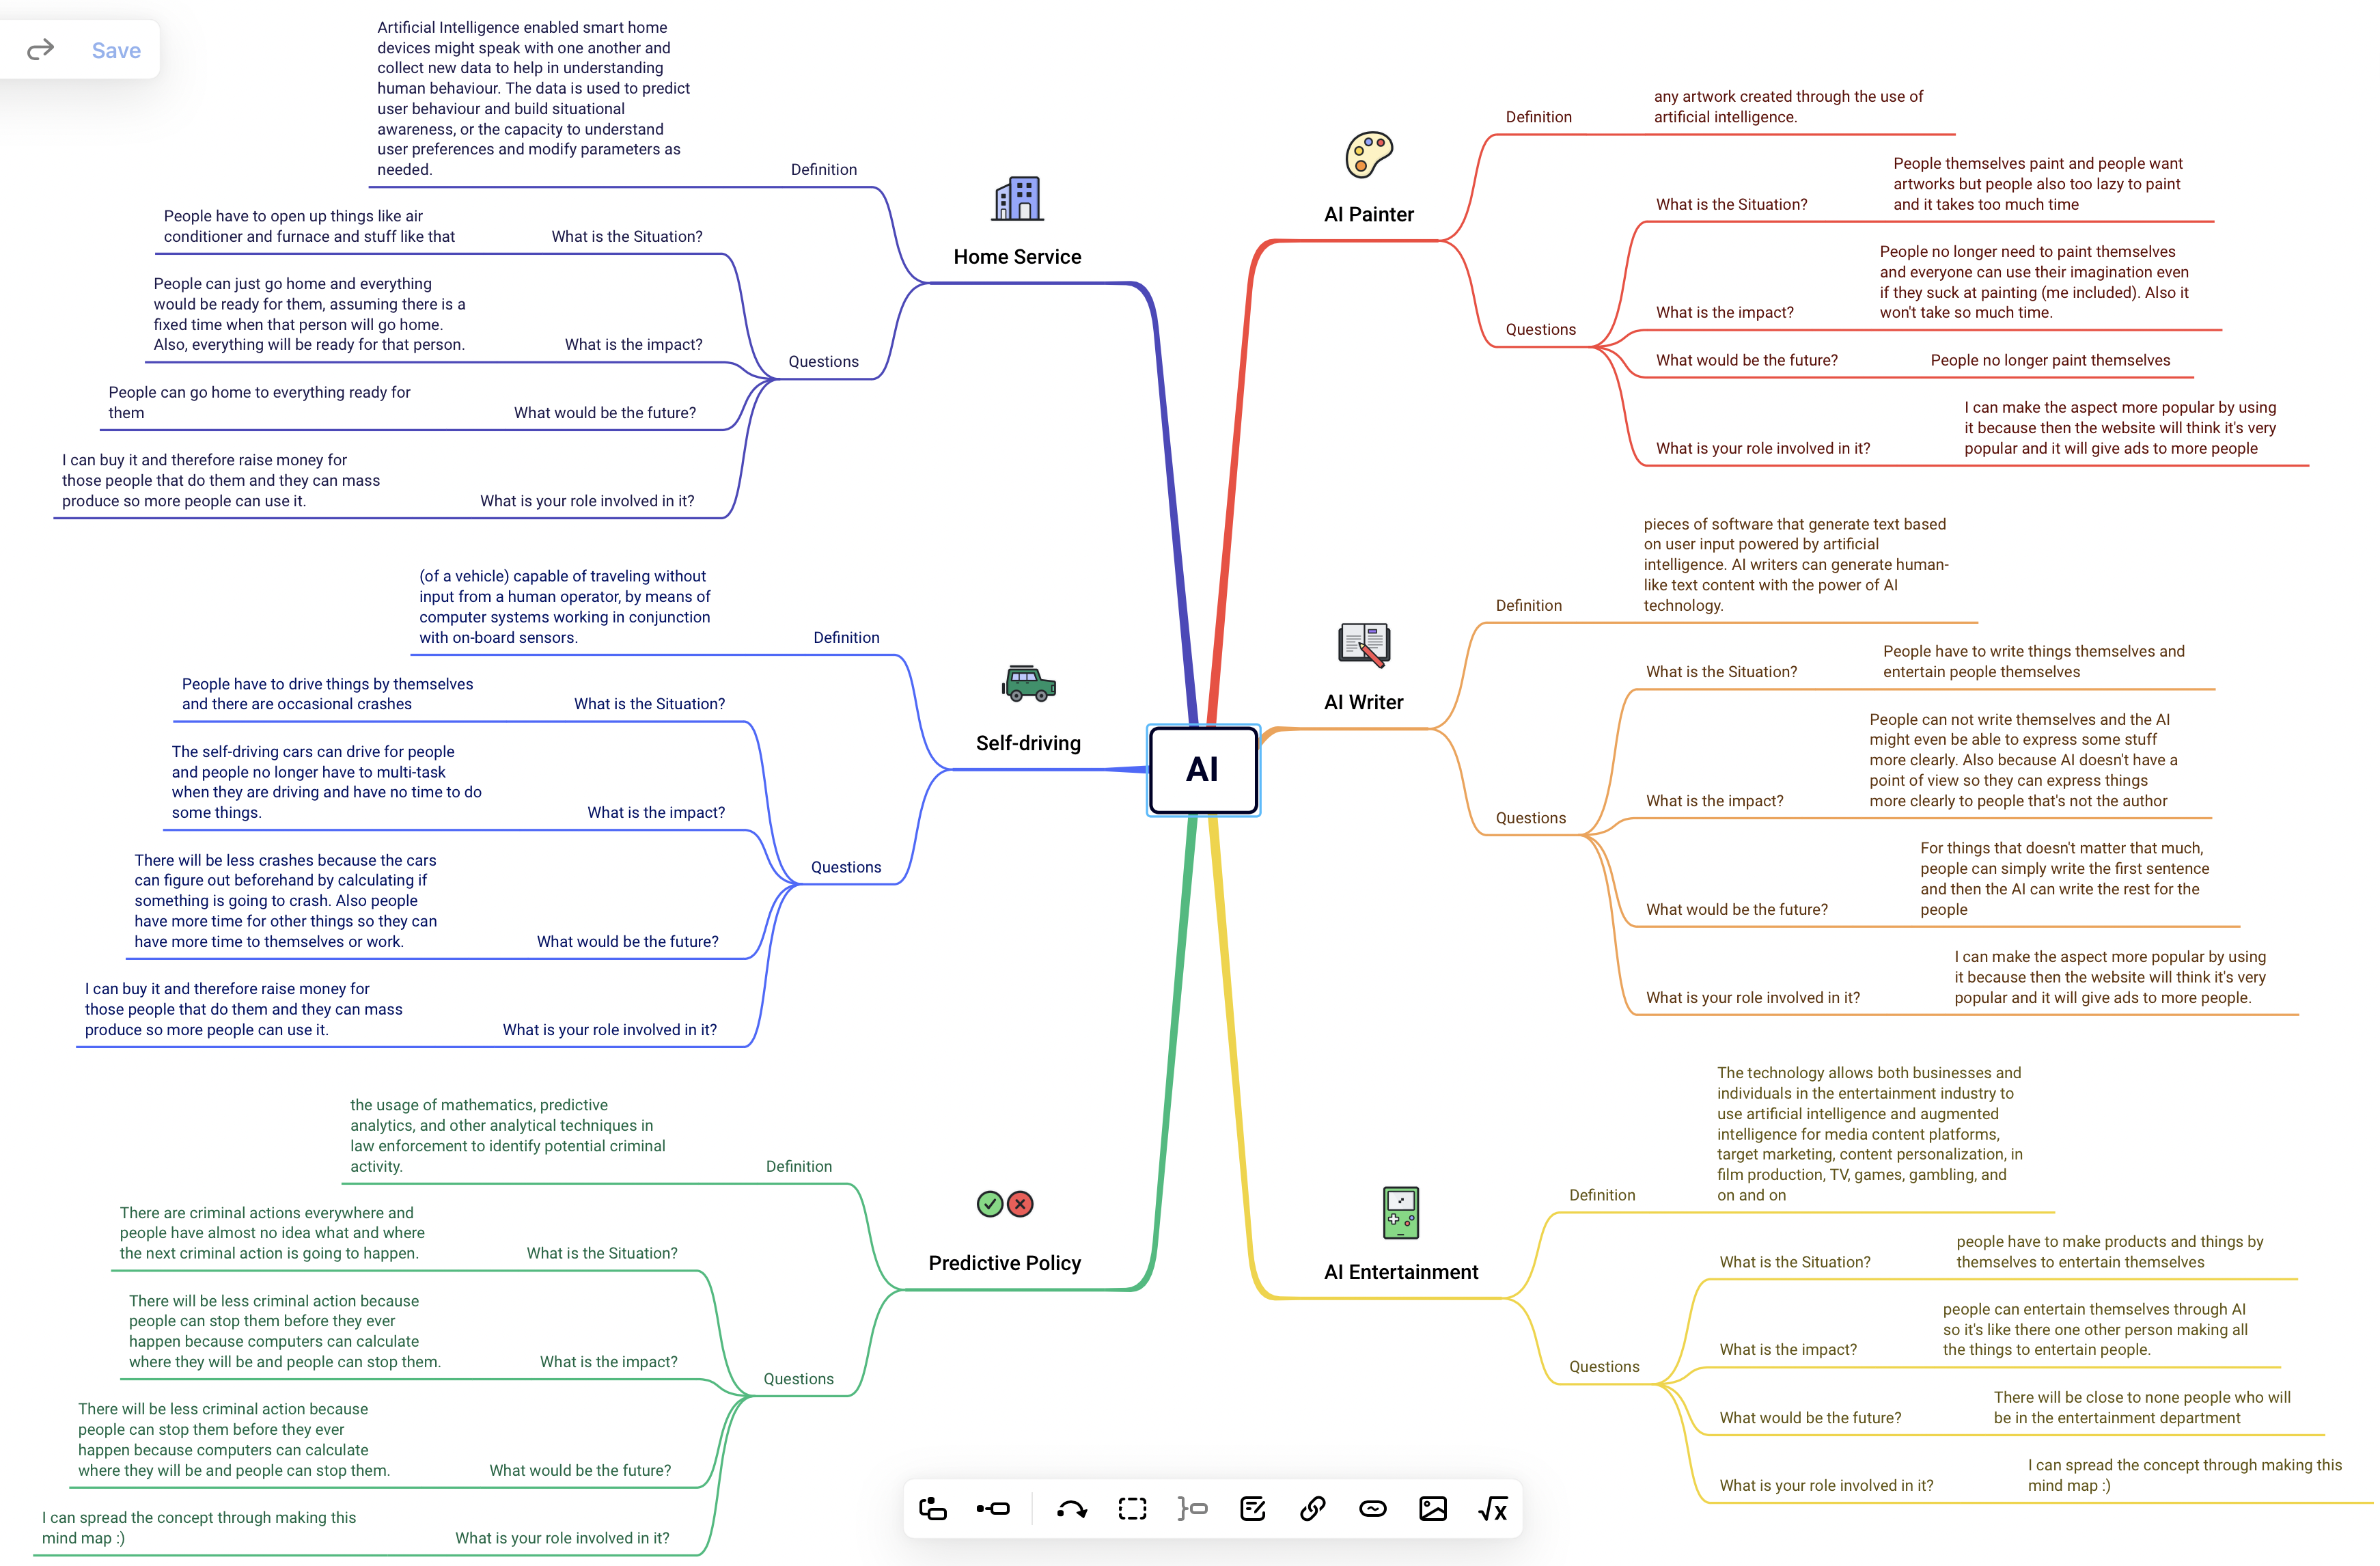 Save
Artificial Intelligence enabled smart home
devices might speak with one another and
collect new data to help in understanding
human behaviour. The data is used to predict
user behaviour and build situational
awareness, or the capacity to understand
user preferences and modify parameters as
needed.
Definition
People have to open up things like air
conditioner and furnace and stuff like that
What is the Situation?
People can just go home and everything
would be ready for them, assuming there is a
fixed time when that person will go home.
Also, everything will be ready for that person.
What is the impact?
People can go home to everything ready for
them
What would be the future?
I can buy it and therefore raise money for
those people that do them and they can mass
produce so more people can use it.
What is your role involved in it?
Questions
Home Service
(of a vehicle) capable of traveling without
input from a human operator, by means of
computer systems working in conjunction
with on-board sensors.
Definition
People have to drive things by themselves
and there are occasional crashes
What is the Situation?
The self-driving cars can drive for people
and people no longer have to multi-task
when they are driving and have no time to do
some things.
What is the impact?
There will be less crashes because the cars
can figure out beforehand by calculating if
something is going to crash. Also people
have more time for other things so they can
have more time to themselves or work.
What would be the future?
I can buy it and therefore raise money for
those people that do them and they can mass
produce so more people can use it.
What is your role involved in it?
Questions
Self-driving
the usage of mathematics, predictive
analytics, and other analytical techniques in
law enforcement to identify potential criminal
activity.
Definition
There are criminal actions everywhere and
people have almost no idea what and where
the next criminal action is going to happen.
What is the Situation?
There will be less criminal action because
people can stop them before they ever
happen because computers can calculate
where they will be and people can stop them.
What is the impact?
There will be less criminal action because
people can stop them before they ever
happen because computers can calculate
where they will be and people can stop them.
What would be the future?
I can spread the concept through making this
mind map :)
What is your role involved in it?
Questions
Predictive Policy
AI
AI Painter
Definition
any artwork created through the use of
artificial intelligence.
Questions
What is the Situation?
People themselves paint and people want
artworks but people also too lazy to paint
and it takes too much time
What is the impact?
People no longer need to paint themselves
and everyone can use their imagination even
if they suck at painting (me included). Also it
won't take so much time.
What would be the future?
People no longer paint themselves
What is your role involved in it?
I can make the aspect more popular by using
it because then the website will think it's very
popular and it will give ads to more people
AI Writer
Definition
pieces of software that generate text based
on user input powered by artificial
intelligence. AI writers can generate human-
like text content with the power of AI
technology.
Questions
What is the Situation?
People have to write things themselves and
entertain people themselves
What is the impact?
People can not write themselves and the AI
might even be able to express some stuff
more clearly. Also because AI doesn't have a
point of view so they can express things
more clearly to people that's not the author
What would be the future?
For things that doesn't matter that much,
people can simply write the first sentence
and then the AI can write the rest for the
people
What is your role involved in it?
I can make the aspect more popular by using
it because then the website will think it's very
popular and it will give ads to more people.
AI Entertainment
Definition
The technology allows both businesses and
individuals in the entertainment industry to
use artificial intelligence and augmented
intelligence for media content platforms,
target marketing, content personalization, in
film production, TV, games, gambling, and
on and on
Questions
What is the Situation?
people have to make products and things by
themselves to entertain themselves
What is the impact?
people can entertain themselves through AI
so it's like there one other person making all
the things to entertain people.
What would be the future?
There will be close to none people who will
be in the entertainment department
What is your role involved in it?
I can spread the concept through making this
mind map :)
√x